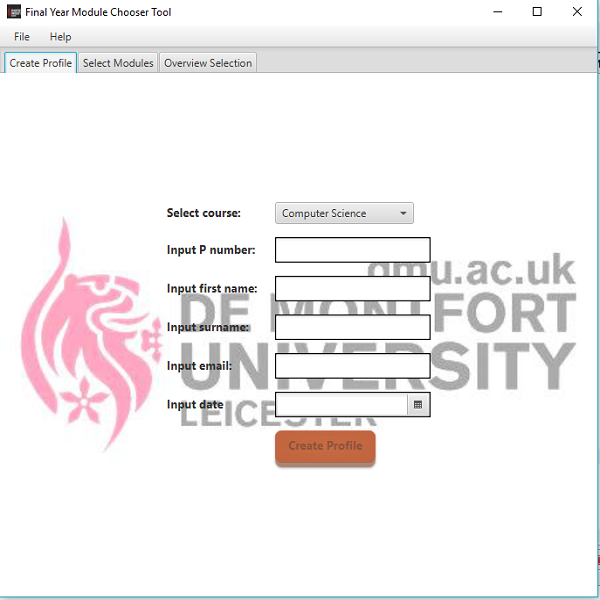 Final Year Module Chooser Tool
File Help
Create Profile Select Modules Overview Selection
Select course: Computer Science
Input P number:
dmu.ac.uk
Input first name:
DE MONTFORT
Input surname:
UNIVERSITY
Input email:
Input date
LEICESTER
Create Profile